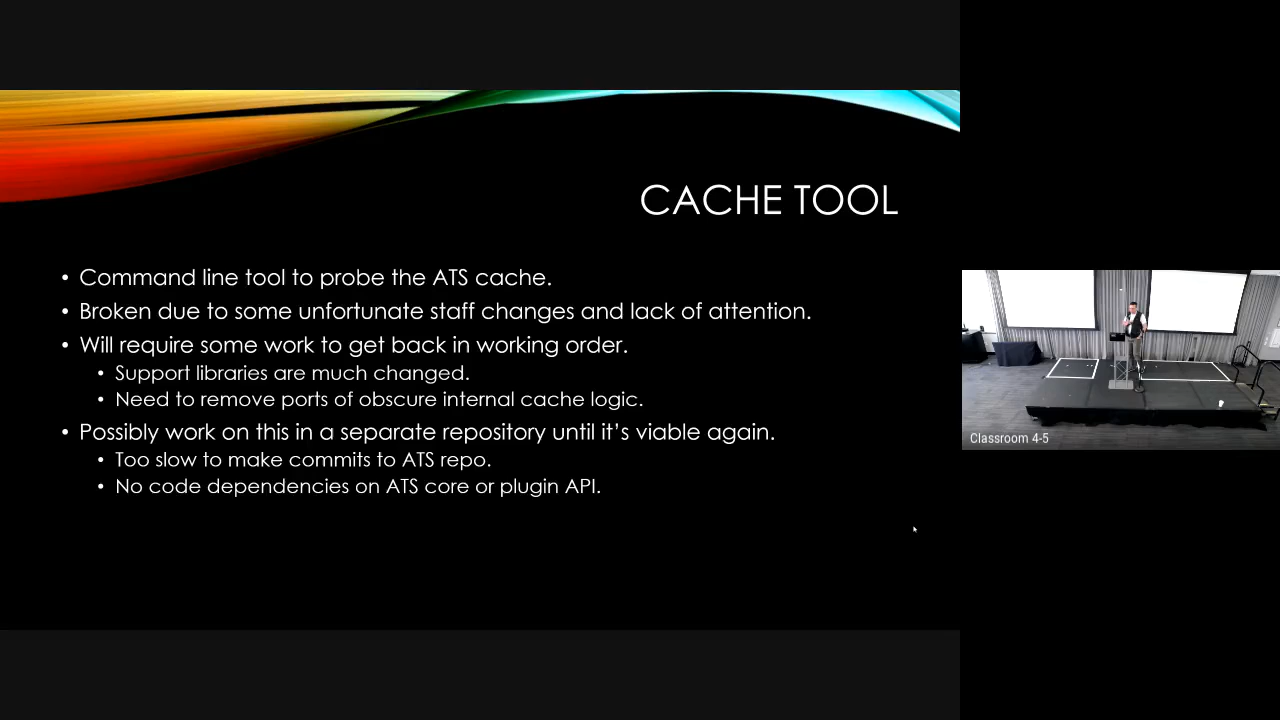 CACHE TOOL
• Command line tool to probe the ATS cache.
• Broken due to some unfortunate staff changes and lack of attention.
• Will require some work to get back in working order.
• Support libraries are much changed.
• Need to remove ports of obscure internal cache logic.
• Possibly work on this in a separate repository until it's viable again.
• Too slow to make commits to ATS repo.
• No code dependencies on ATS core or plugin API.
Classroom 4-5